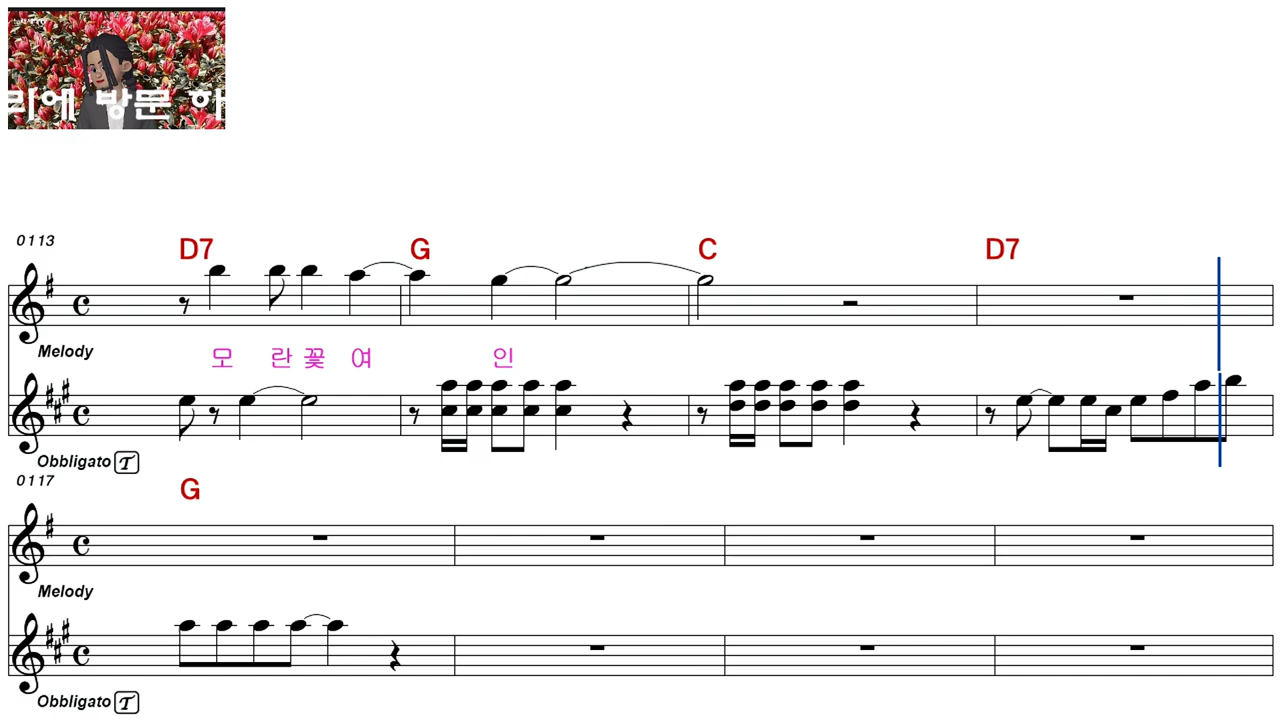 리에 방문 하
0113
D7 G C D7
Melody
모 란 꽃 여 인
Obbligato T
0117
G
Melody
Obbligato T